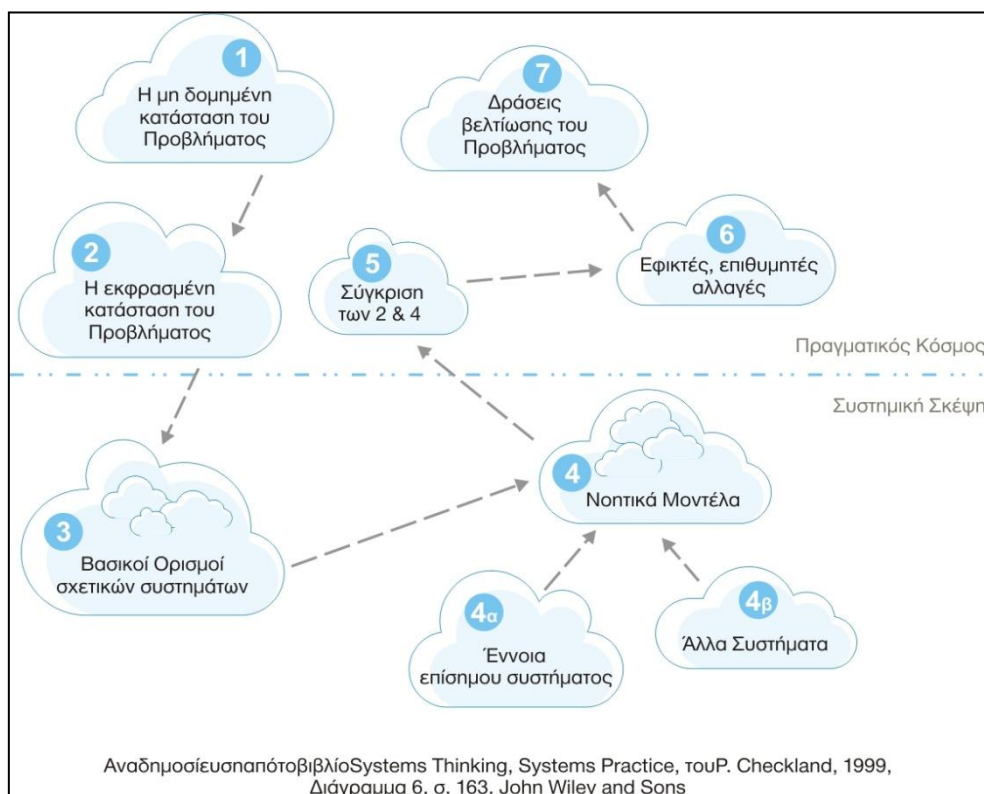 1
Η μη δομημένη
κατάσταση του
Προβλήματος
7
Δράσεις
βελτίωσης του
Προβλήματος
2
Η εκφρασμένη
κατάσταση του
Προβλήματος
5
Σύγκριση
των 2 & 4
6
Εφικτές, επιθυμητές
αλλαγές
Πραγματικός Κόσμος
Συστημική Σκέψη
3
Βασικοί Ορισμοί
σχετικών συστημάτων
4
Νοητικά Μοντέλα
4α
Έννοια
επίσημου συστήματος
4β
Άλλα Συστήματα
ΑναδημοσίευσηαπότοβιβλίοSystems Thinking, Systems Practice, τουP. Checkland, 1999,
Διάγραμμα 6, σ. 163, John Wiley and Sons